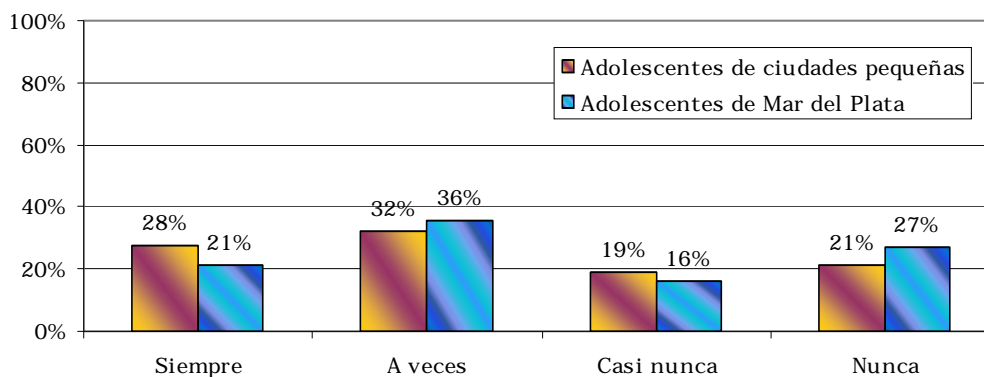 100%
80%
60%
40%
20%
0%
Adolescentes de ciudades pequeñas
Adolescentes de Mar del Plata
28%
21%
32%
36%
19%
16%
21%
27%
Siempre
A veces
Casi nunca
Nunca